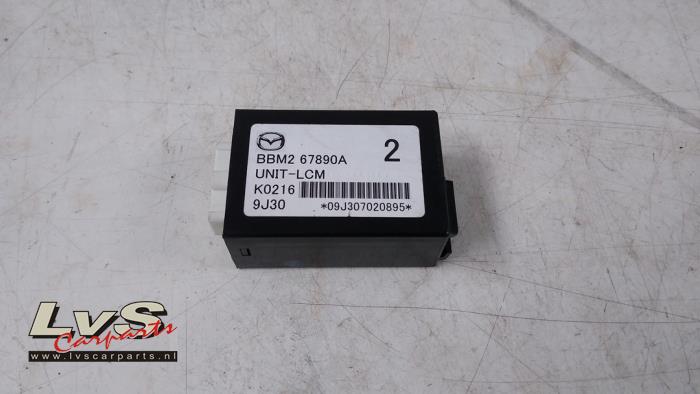 BBM2 67890A 2
UNIT-LCM
K0216
9J30 *09J307020895*
LvS
Carparts
www.lvscarparts.nl